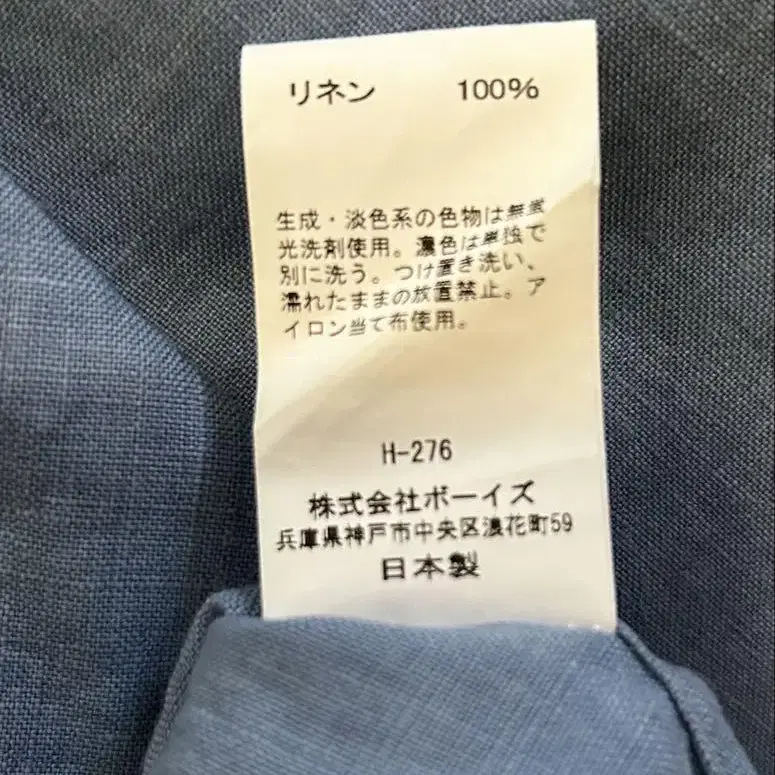 リネン 100%
生成・淡色系の色物は無蛍
光洗剤使用。濃色は単独で
別に洗う。つけ置き洗い、
濡れたままの放置禁止。ア
イロン当て布使用。
H-276
株式会社ボーイズ
兵庫県神戸市中央区浪花町59
日本製